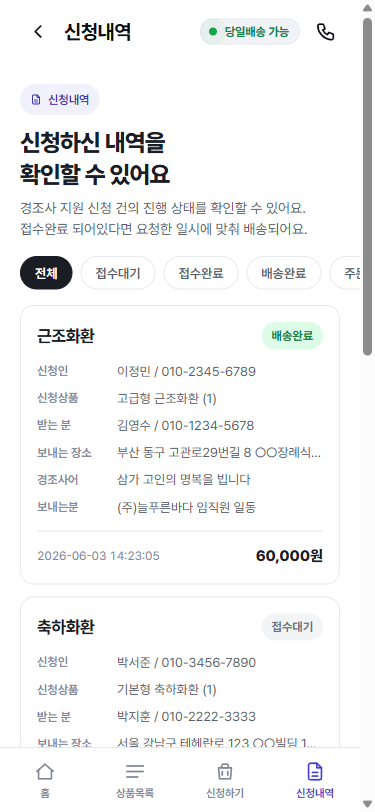 신청내역
당일배송 가능
신청내역
신청하신 내역을
확인할 수 있어요
경조사 지원 신청 건의 진행 상태를 확인할 수 있어요.
접수완료 되어있다면 요청한 일시에 맞춰 배송되어요.
전체 접수대기 접수완료 배송완료
근조화환 배송완료
신청인 이정민 / 010-2345-6789
신청상품 고급형 근조화환 (1)
받는 분 김영수 / 010-1234-5678
보내는 장소 부산 동구 고관로29번길 8 ○○장례식...
경조사어 삼가 고인의 명복을 빕니다
보내는분 (주)늘푸른바다 임직원 일동
2026-06-03 14:23:05 60,000원
축하화환 접수대기
신청인 박서준 / 010-3456-7890
신청상품 기본형 축하화환 (1)
받는 분 박지훈 / 010-2222-3333
보내는 장소 서울 강남구 테헤란로 123 ○○빌딩 1...
홈 상품목록 신청하기 신청내역